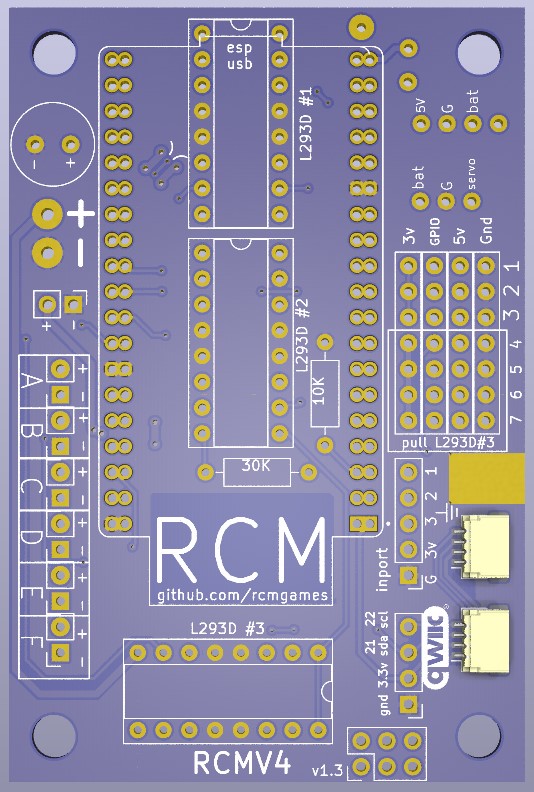 esp
usb
L293D #1
5v
G
bat
bat
G
servo
3v
GPIO
5v
Gnd
1
2
3
4
5
6
7
pull L293D#3
- +
+
-
+ -
L293D #2
10K
30K
A + -
B + -
C + -
D + -
E + -
F + -
RCM
github.com/rcmgames
inport
1
2
3
3v
G
22
21
gnd 3.3v sda scl
qwiic
L293D #3
RCMV4
v1.3